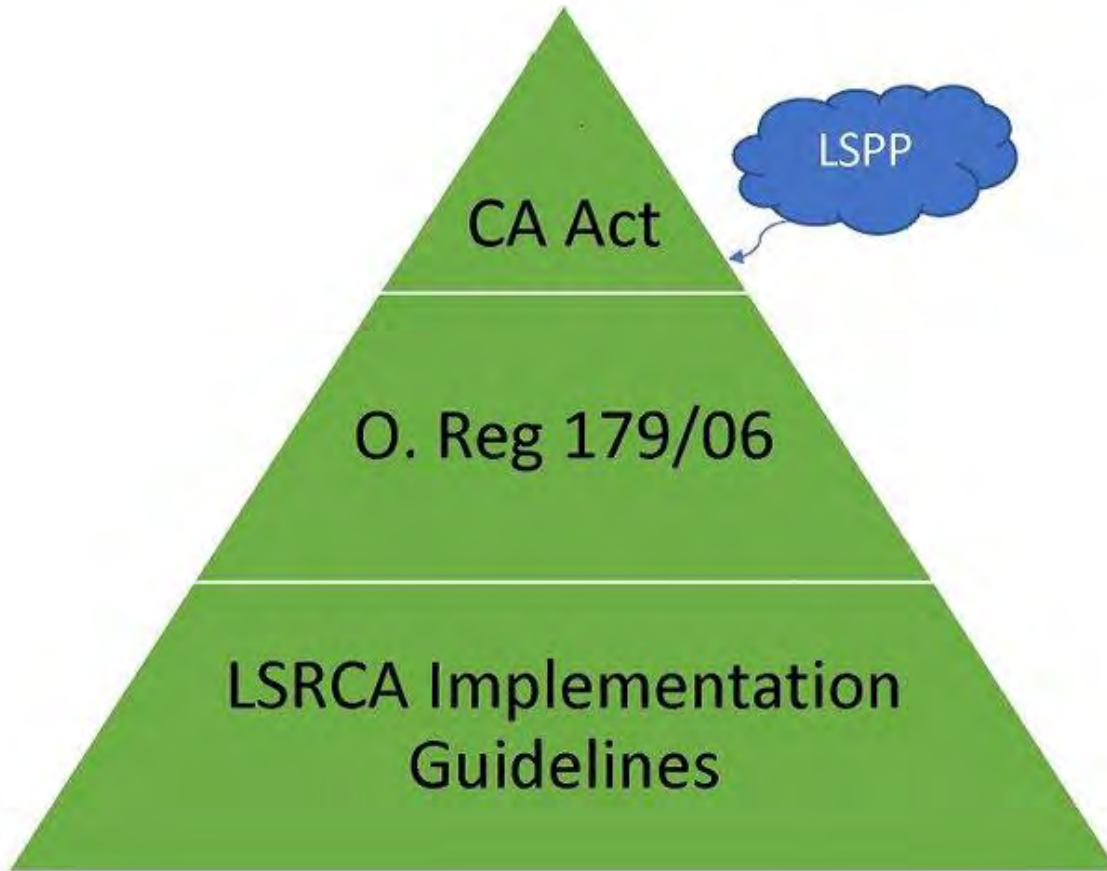 LSPP
CA Act
O. Reg 179/06
LSRCA Implementation
Guidelines